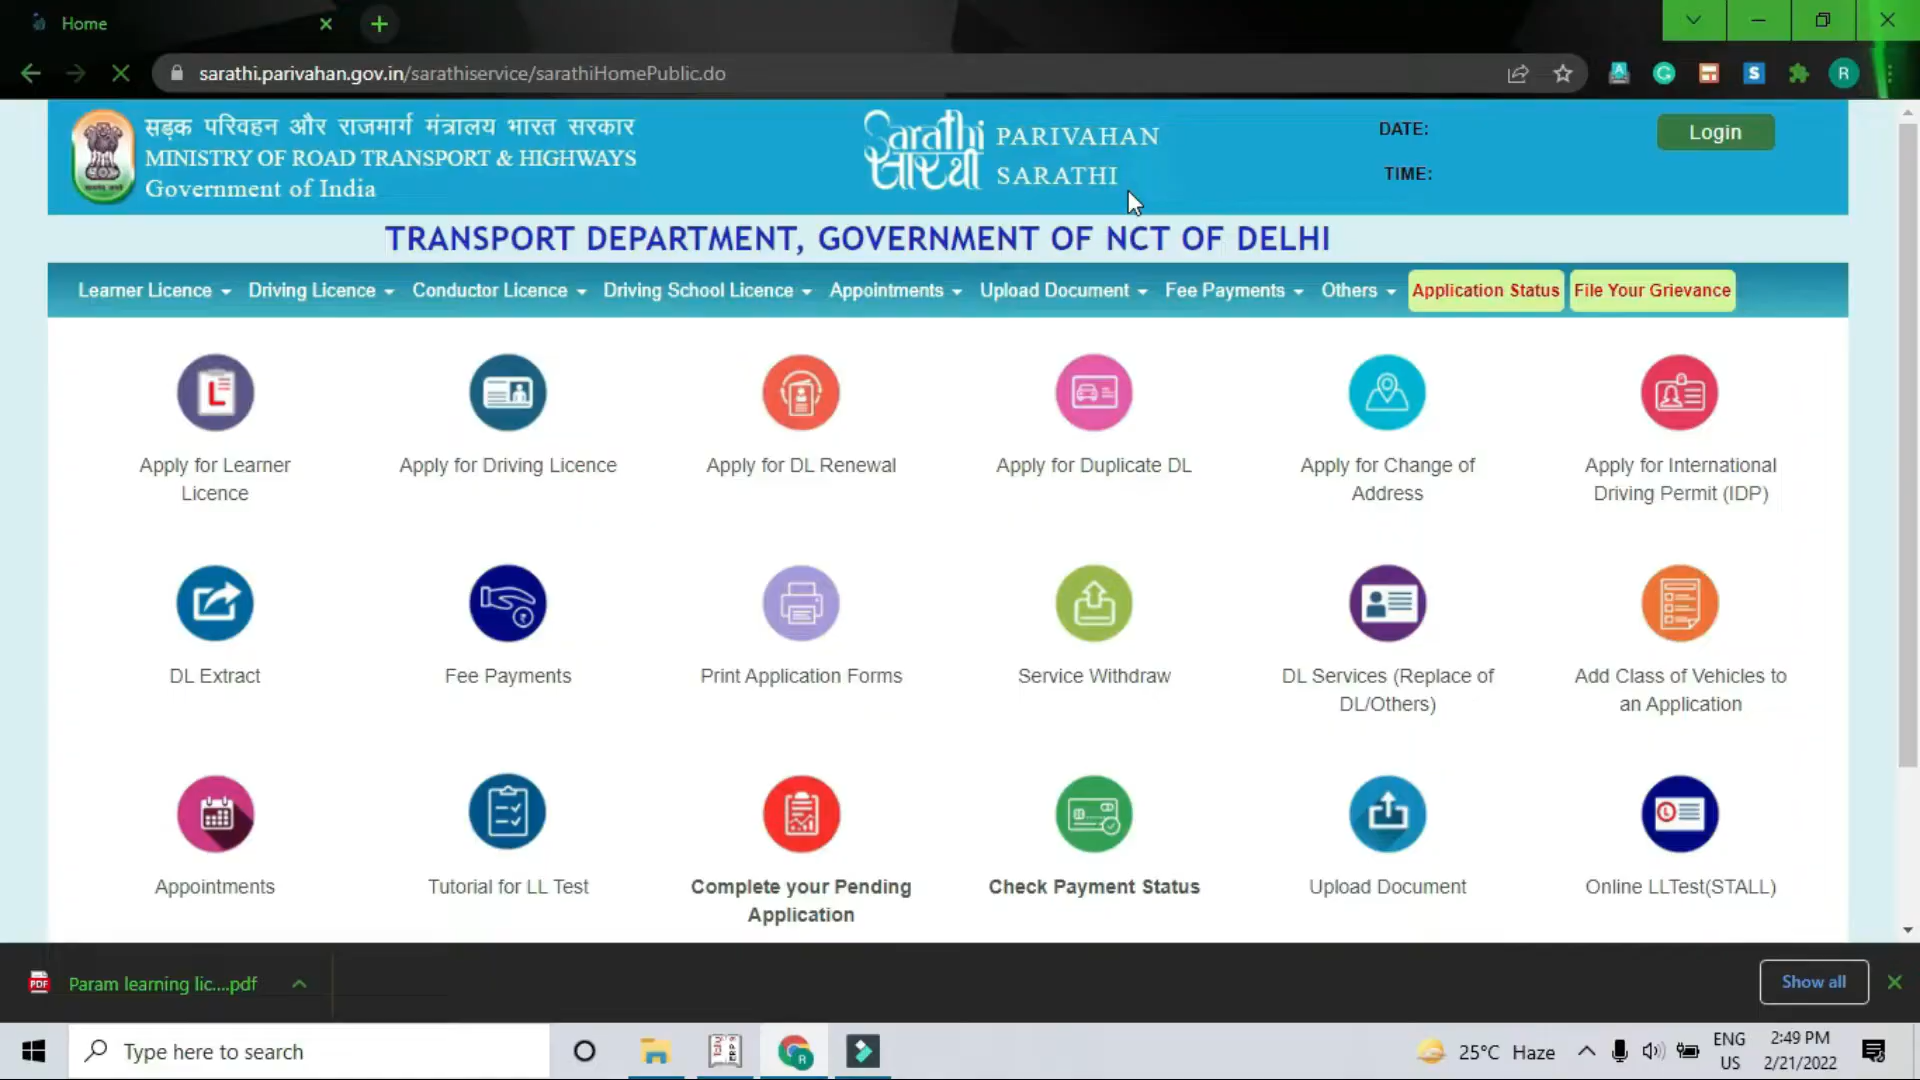 Home
sarathi.parivahan.gov.in/sarathiservice/sarathiHomePublic.do
सड़क परिवहन और राजमार्ग मंत्रालय भारत सरकार
MINISTRY OF ROAD TRANSPORT & HIGHWAYS
Government of India
Sarathi
सारथी
PARIVAHAN
SARATHI
DATE:
TIME:
Login
TRANSPORT DEPARTMENT, GOVERNMENT OF NCT OF DELHI
Learner Licence Driving Licence Conductor Licence Driving School Licence Appointments Upload Document Fee Payments Others Application Status File Your Grievance
Apply for Learner
Licence
Apply for Driving Licence
Apply for DL Renewal
Apply for Duplicate DL
Apply for Change of
Address
Apply for International
Driving Permit (IDP)
DL Extract
Fee Payments
Print Application Forms
Service Withdraw
DL Services (Replace of
DL/Others)
Add Class of Vehicles to
an Application
Appointments
Tutorial for LL Test
Complete your Pending
Application
Check Payment Status
Upload Document
Online LLTest(STALL)
PDF
Param learning lic....pdf
Show all
Type here to search
25°C Haze
ENG
US
2:49 PM
2/21/2022